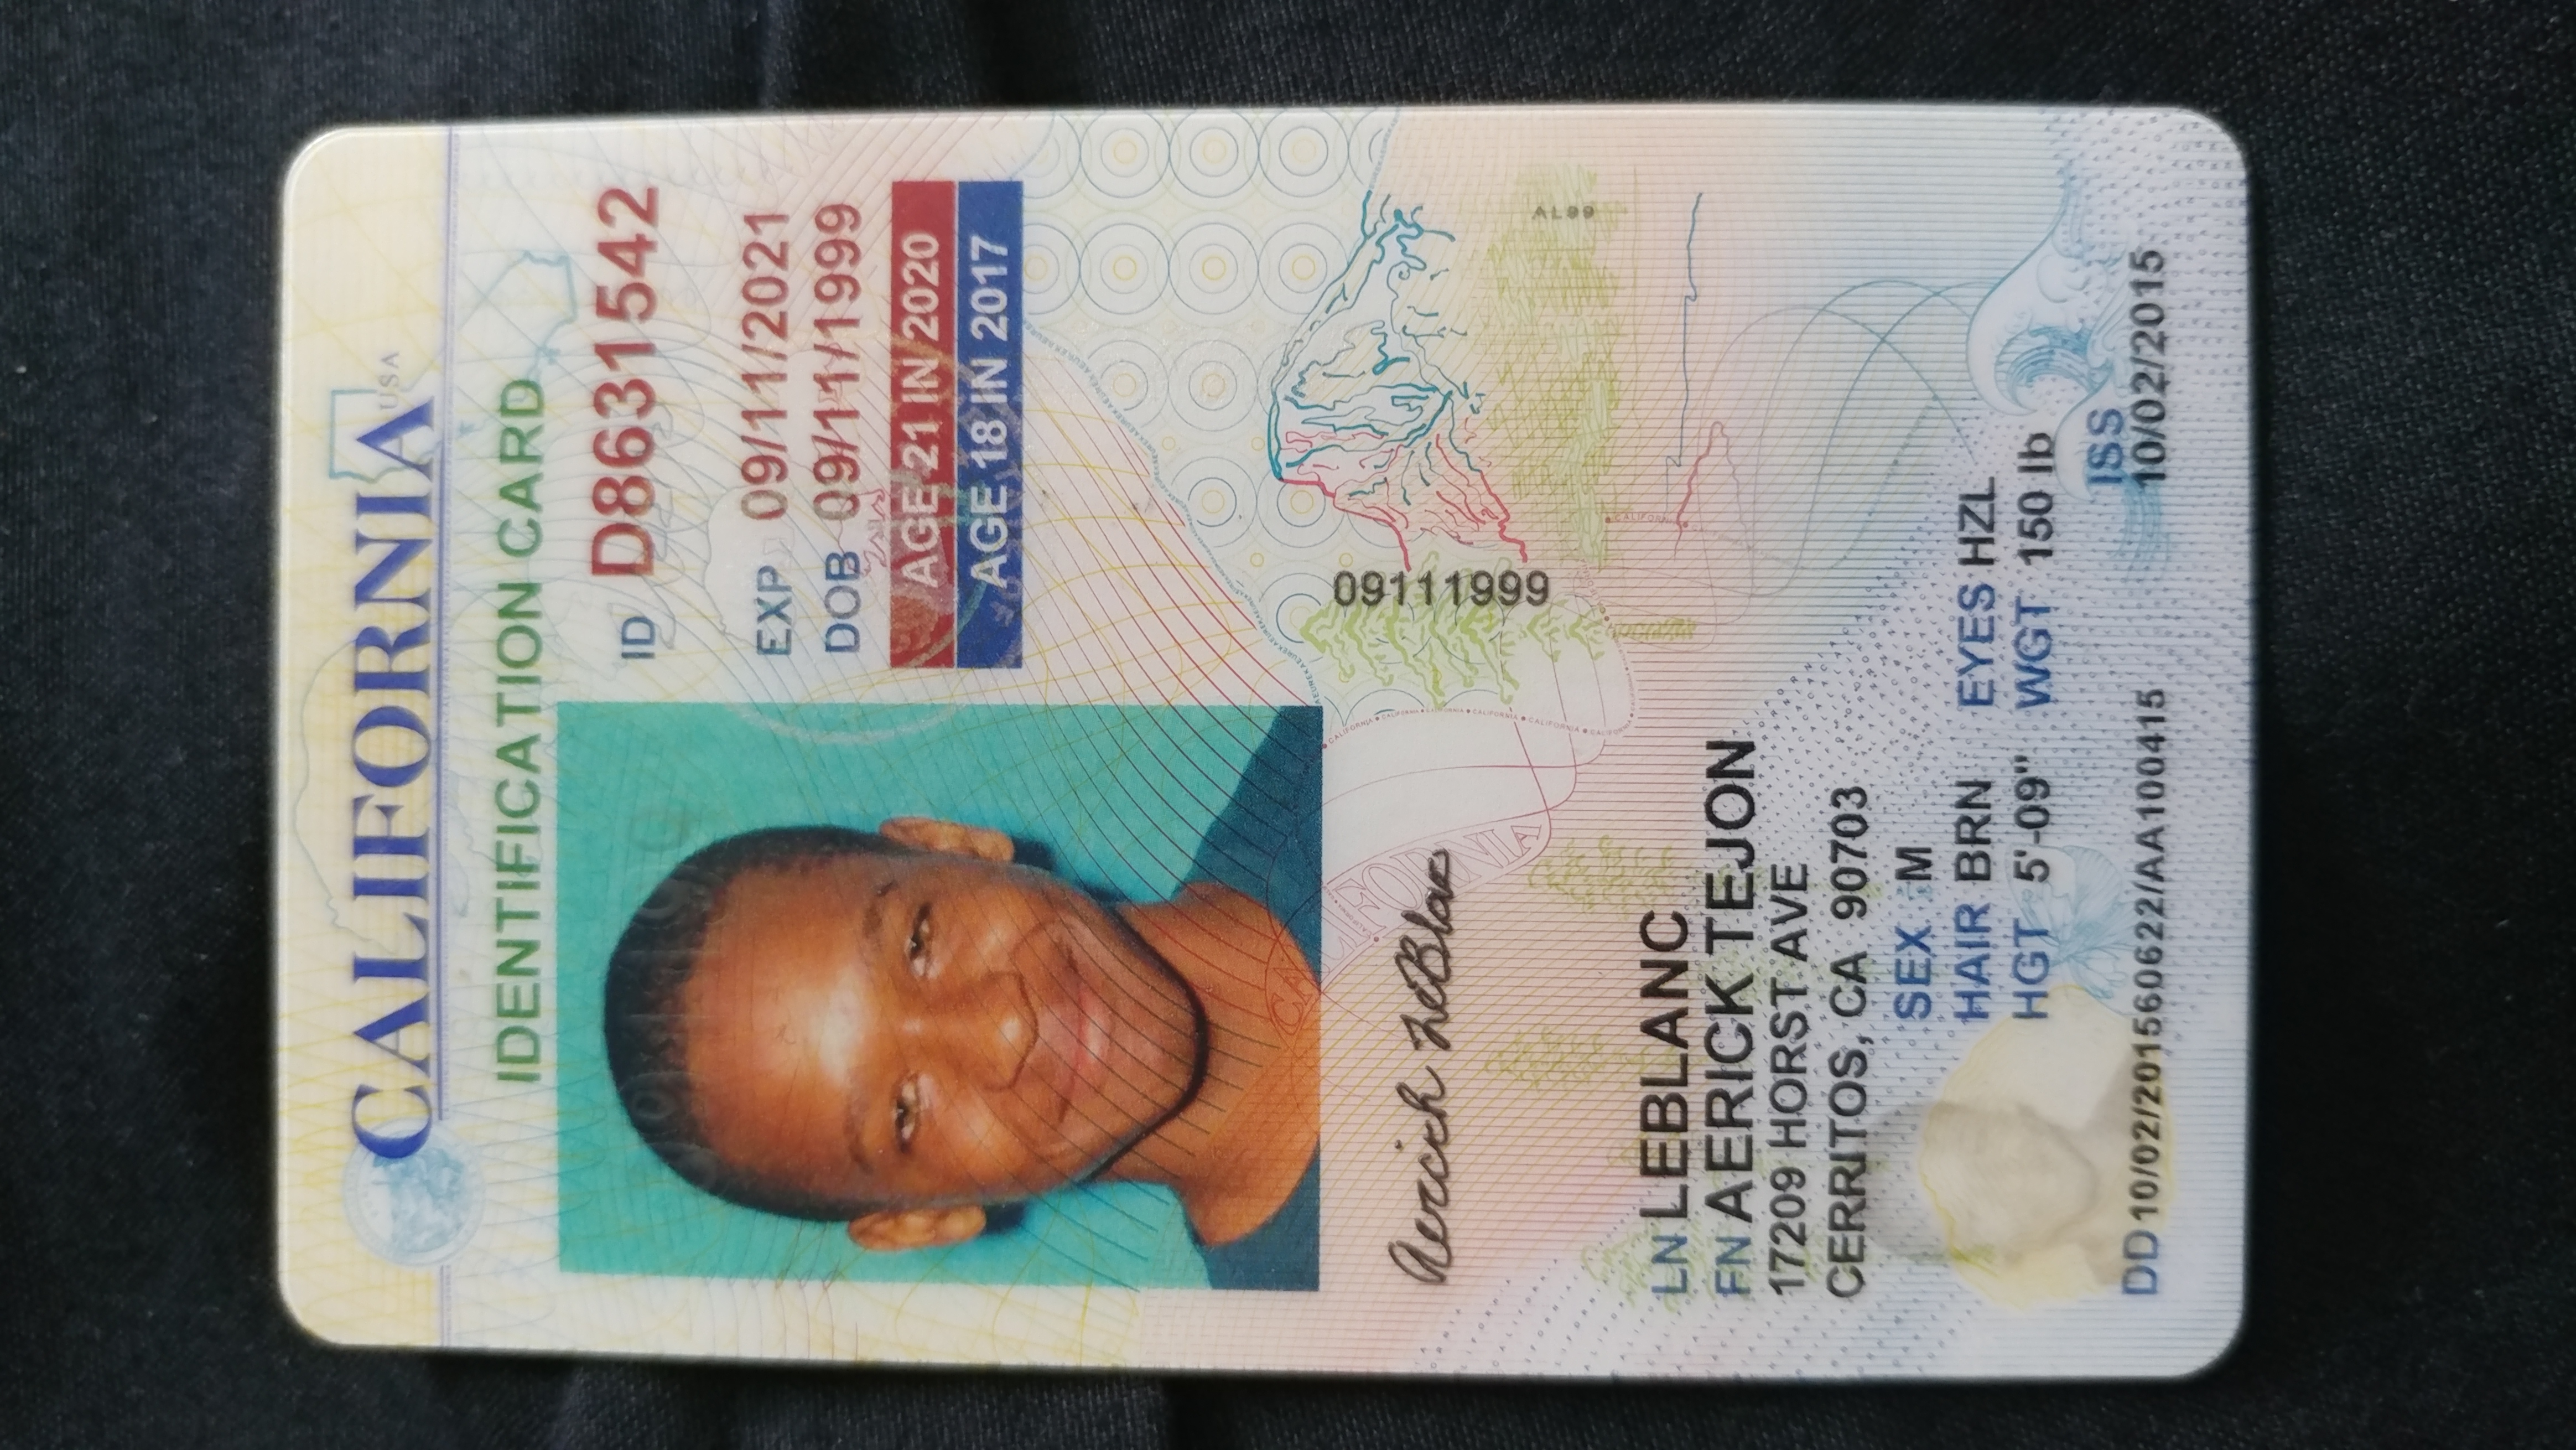 CALIFORNIA USA
IDENTIFICATION CARD
ID D8631542
EXP 09/11/2021
DOB 09/11/1999
AGE 21 IN 2020
AGE 18 IN 2017
CALIFORNIA
09111999
Aerick LeBlanc
LN LEBLANC
FN AERICK TEJON
17209 HORST AVE
CERRITOS, CA 90703
SEX M
HAIR BRN EYES HZL
HGT 5'-09" WGT 150 lb
ISS
DD 10/02/201560622/AA100415 10/02/2015